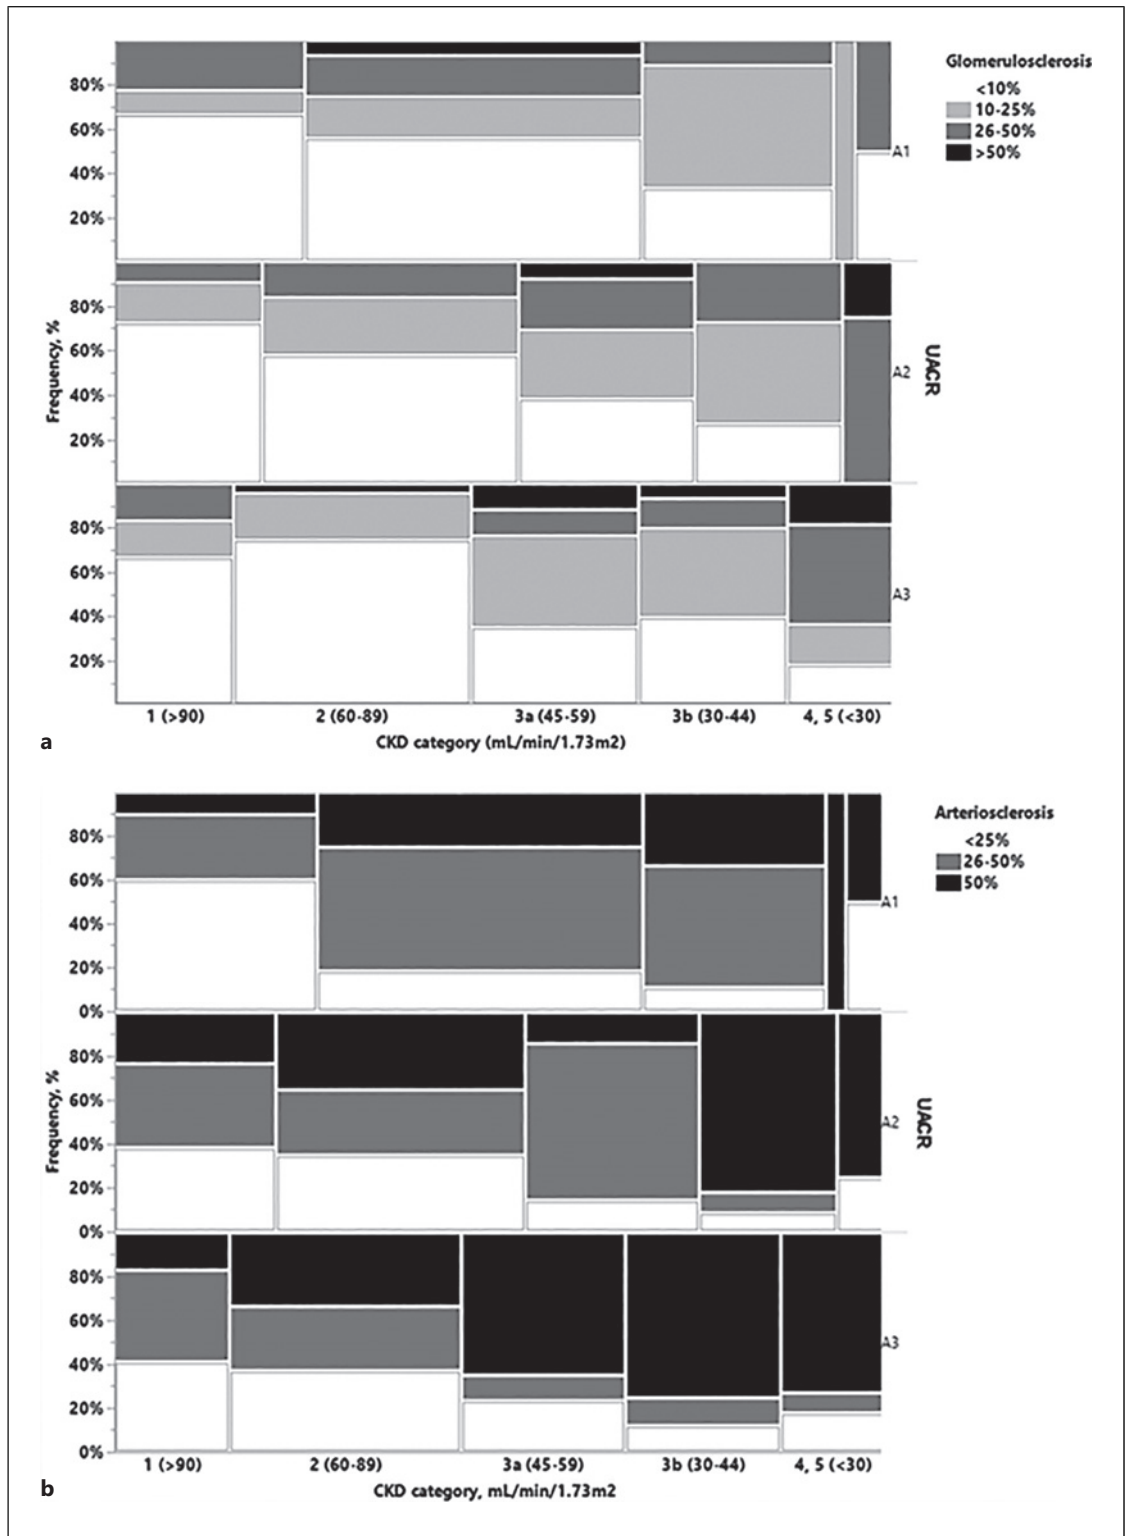 Glomerulosclerosis
<10%
10-25%
26-50%
>50%
80%
60%
40%
20%
A1
80%
60%
40%
20%
A2
80%
60%
40%
20%
A3
Frequency, %
UACR
1 (>90) 2 (60-89) 3a (45-59) 3b (30-44) 4, 5 (<30)
CKD category (mL/min/1.73m2)
a
Arteriosclerosis
<25%
26-50%
50%
80%
60%
40%
20%
0%
A1
80%
60%
40%
20%
0%
A2
80%
60%
40%
20%
0%
A3
Frequency, %
UACR
1 (>90) 2 (60-89) 3a (45-59) 3b (30-44) 4, 5 (<30)
CKD category, mL/min/1.73m2
b